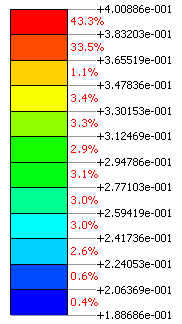 +4.00886e-001
43.3%
+3.83203e-001
33.5%
+3.65519e-001
1.1%
+3.47836e-001
3.4%
+3.30153e-001
3.3%
+3.12469e-001
2.9%
+2.94786e-001
3.1%
+2.77103e-001
3.0%
+2.59419e-001
3.0%
+2.41736e-001
2.6%
+2.24053e-001
0.6%
+2.06369e-001
0.4%
+1.88686e-001